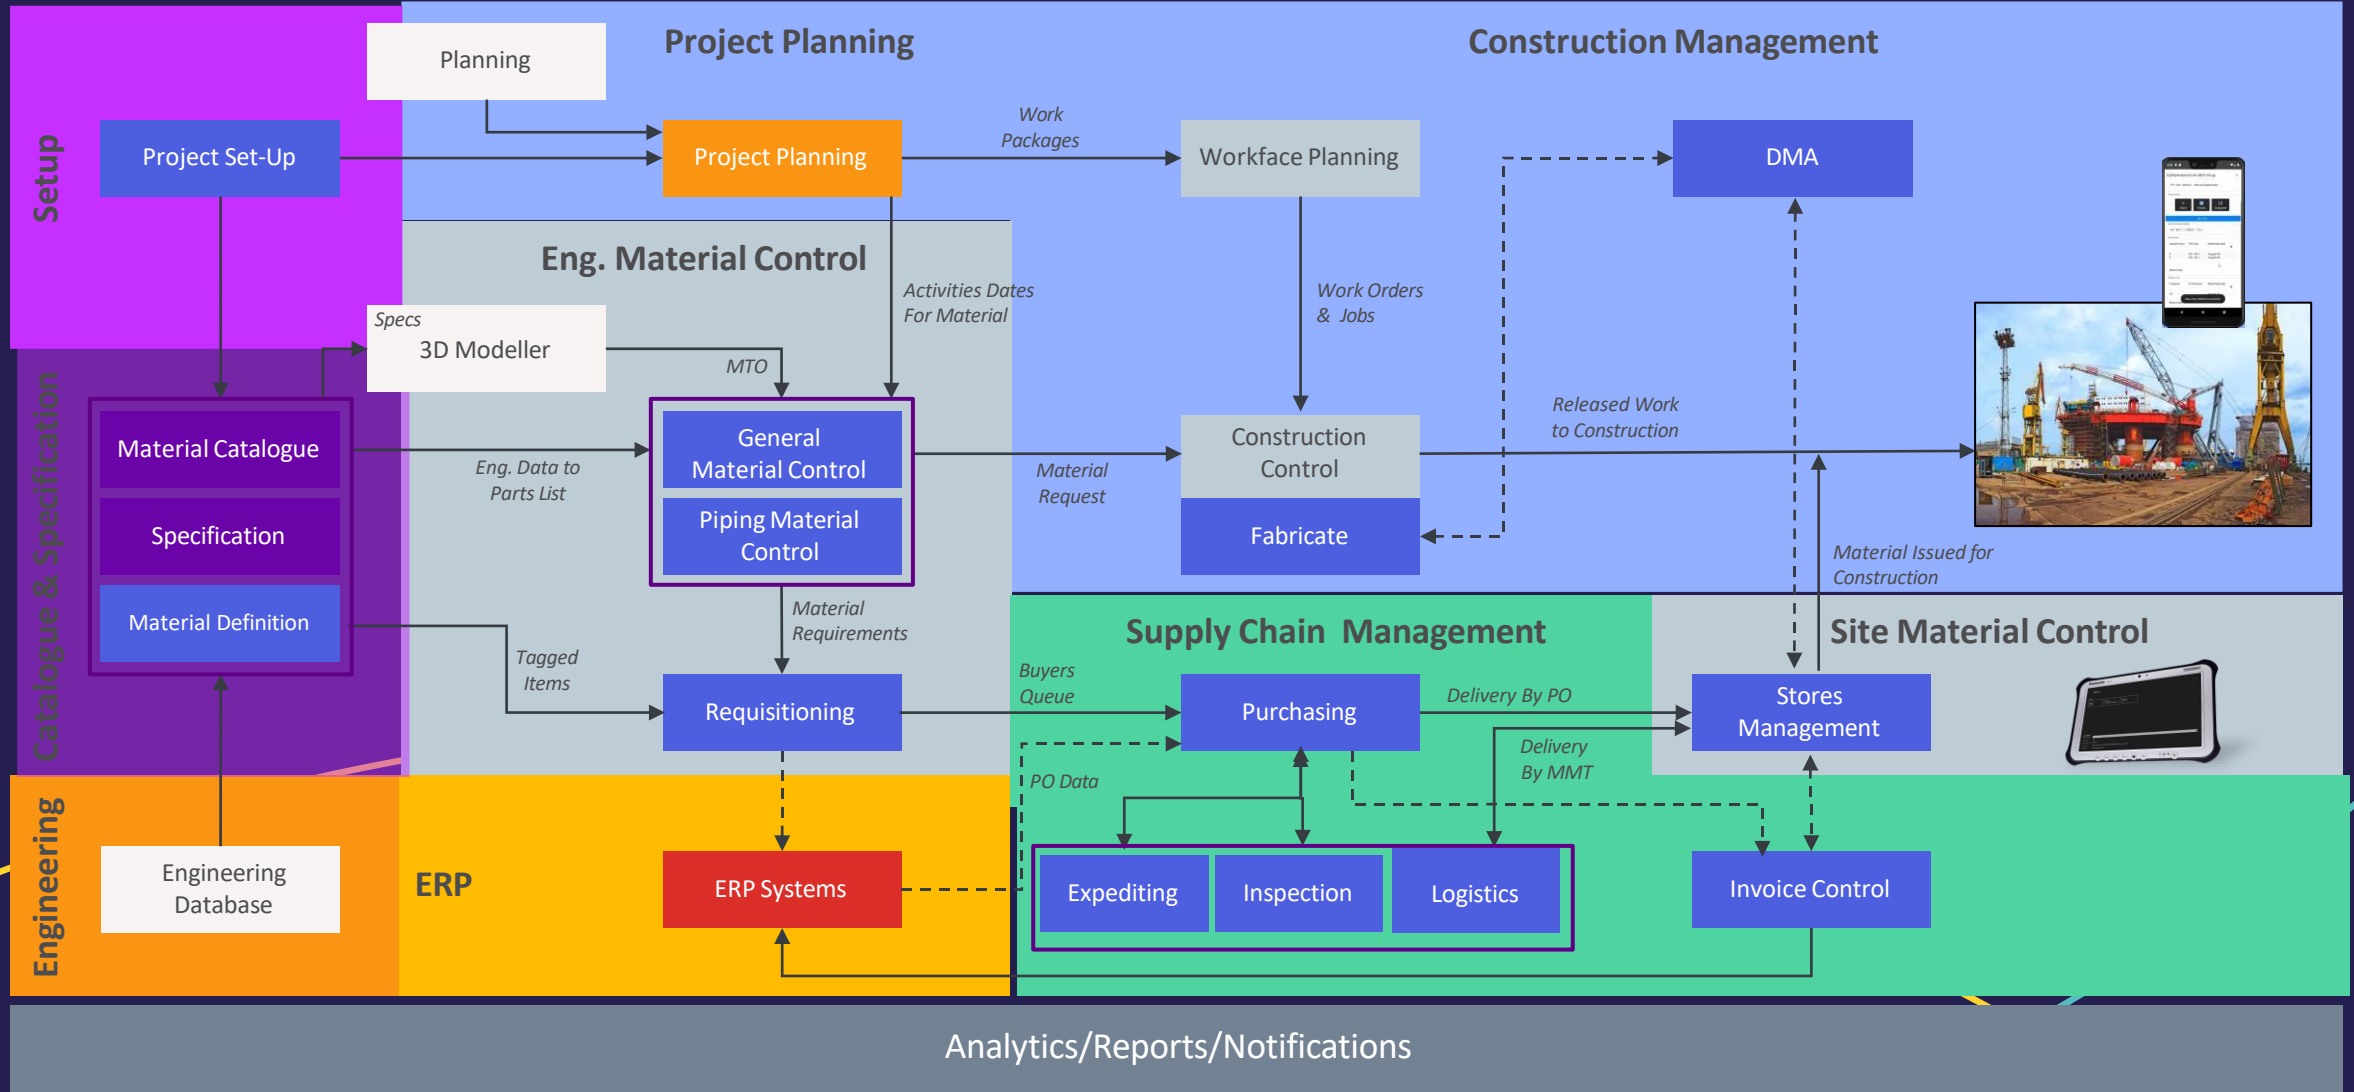 Project Planning
Construction Management
Planning
Setup
Project Set-Up
Project Planning
Work
Packages
Workface Planning
DMA
Eng. Material Control
Activities Dates
For Material
Work Orders
& Jobs
Specs
3D Modeller
MTO
Catalogue & Specification
Material Catalogue
Specification
Material Definition
Eng. Data to
Parts List
General
Material Control
Piping Material
Control
Material
Request
Construction
Control
Fabricate
Released Work
to Construction
Material Issued for
Construction
Material
Requirements
Tagged
Items
Requisitioning
Supply Chain Management
Site Material Control
Buyers
Queue
Purchasing
Delivery By PO
Delivery
By MMT
Stores
Management
PO Data
Engineering
Engineering
Database
ERP
ERP Systems
Expediting
Inspection
Logistics
Invoice Control
Analytics/Reports/Notifications